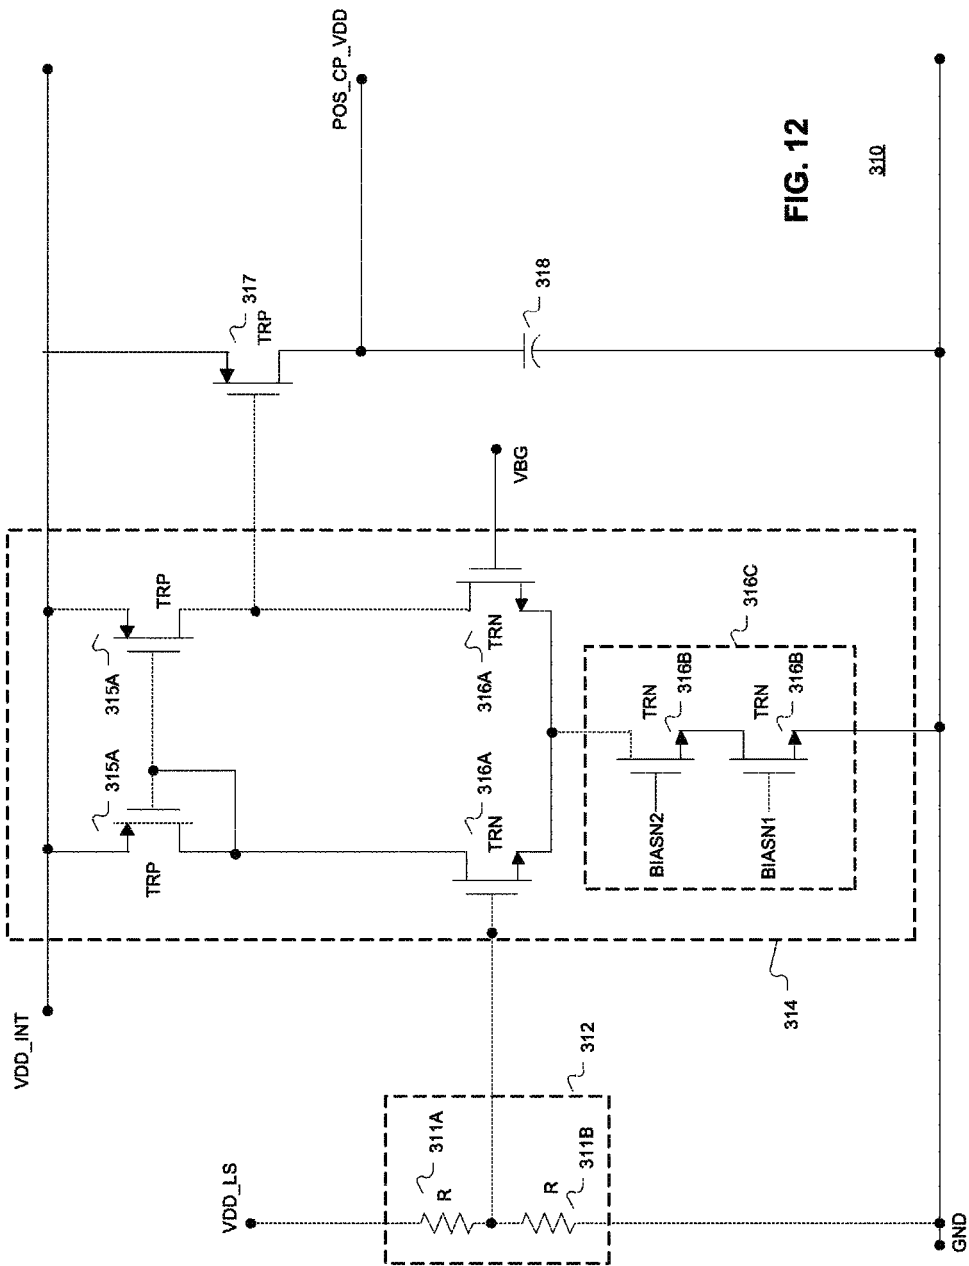 VDD_INT
VDD_LS
311A
R
R
311B
312
GND
314
315A
TRP
315A
TRP
316A
TRN
316A
TRN
VBG
BIASN2
TRN
316B
BIASN1
TRN
316B
316C
317
TRP
POS_CP_VDD
318
FIG. 12
310